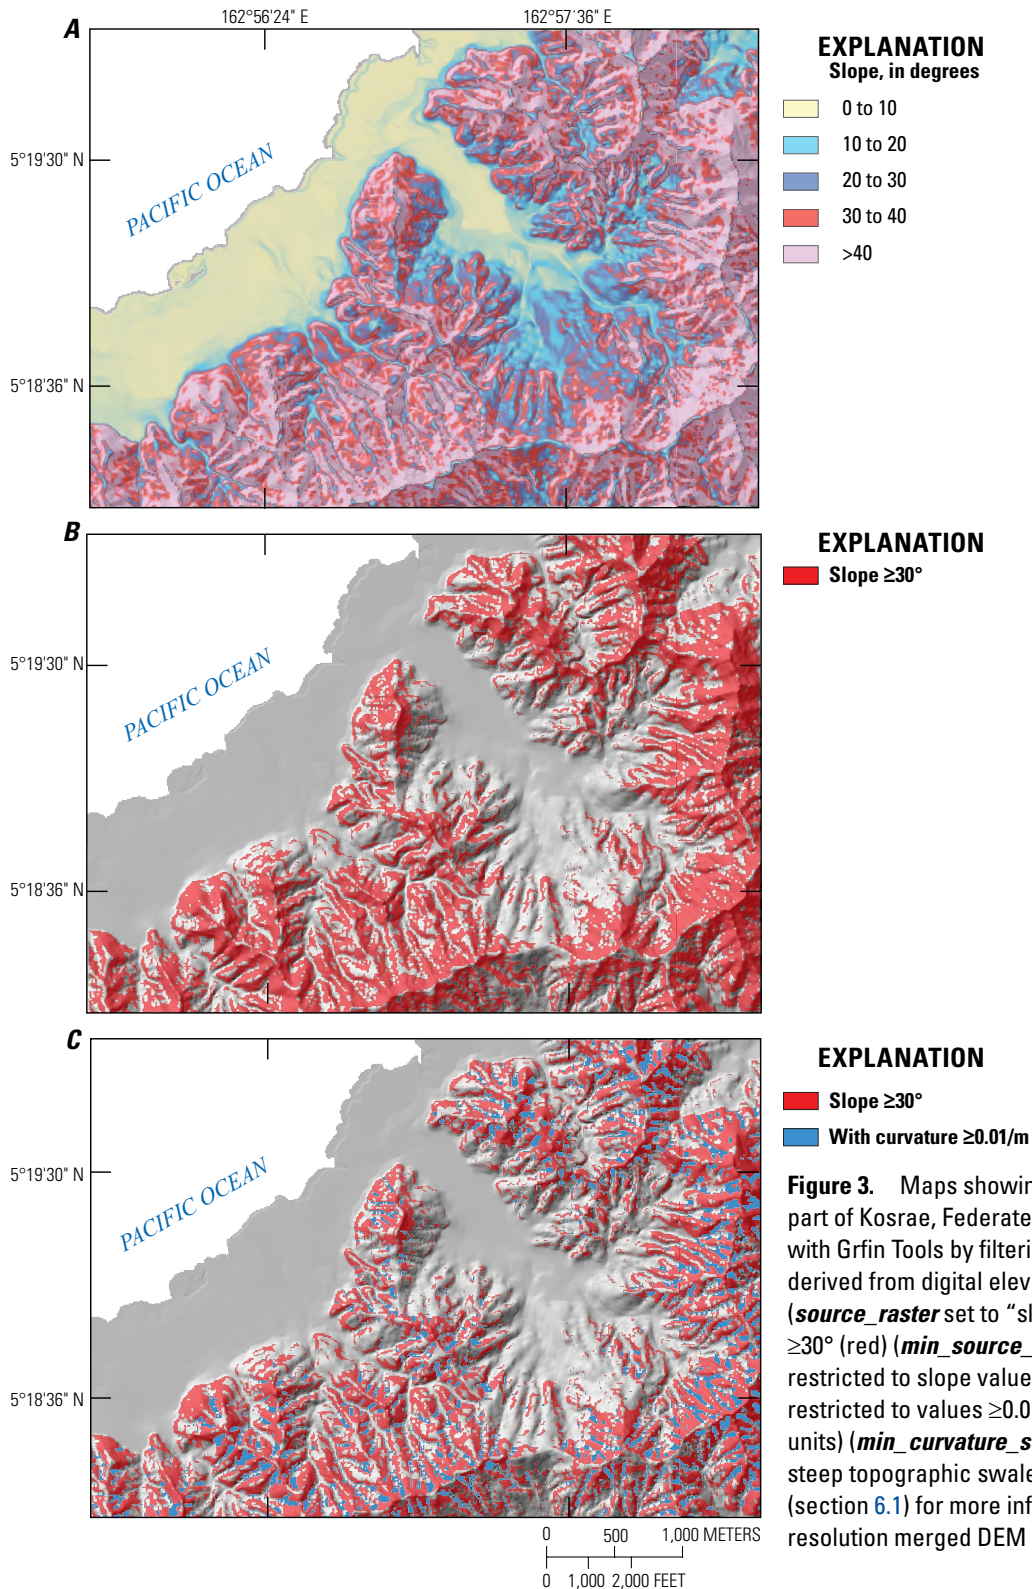 162°56'24" E
162°57'36" E
A
5°19'30" N
PACIFIC OCEAN
5°18'36" N
EXPLANATION
Slope, in degrees
0 to 10
10 to 20
20 to 30
30 to 40
>40
B
5°19'30" N
PACIFIC OCEAN
5°18'36" N
EXPLANATION
Slope ≥30°
C
5°19'30" N
PACIFIC OCEAN
5°18'36" N
EXPLANATION
Slope ≥30°
With curvature ≥0.01/m
0 500 1,000 METERS
0 1,000 2,000 FEET
Figure 3. Maps showin
part of Kosrae, Federate
with Grfin Tools by filteri
derived from digital elev
(source_raster set to “sl
≥30° (red) (min_source_
restricted to slope value
restricted to values ≥0.0
units) (min_curvature_s
steep topographic swale
(section 6.1) for more inf
resolution merged DEM